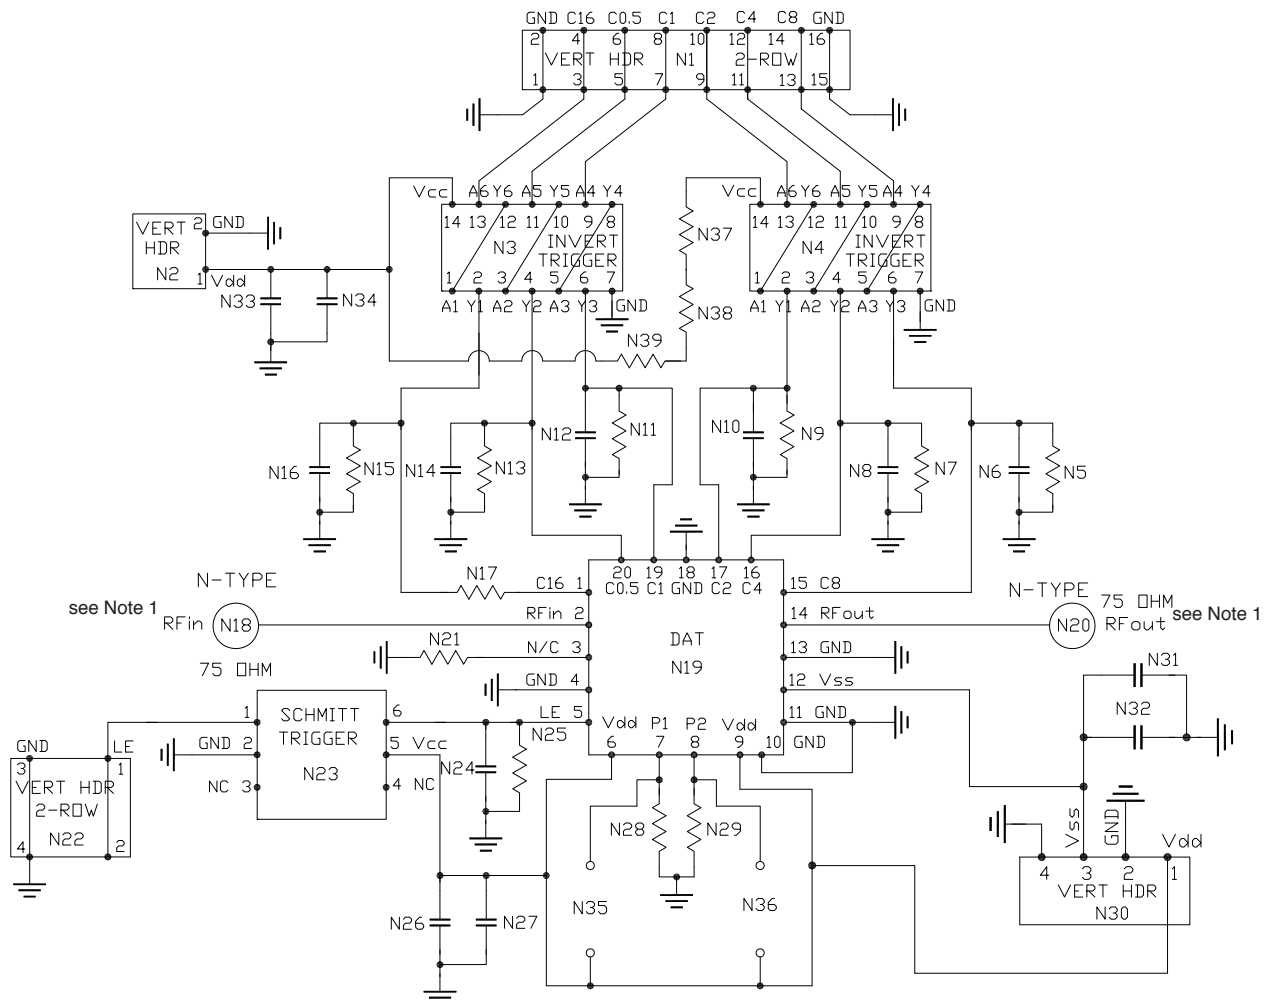 GND C16 C0.5 C1 C2 C4 C8 GND
2 4 6 8 10 12 14 16
VERT HDR N1 2-ROW
1 3 5 7 9 11 13 15
Vcc A6 Y6 A5 Y5 A4 Y4
14 13 12 11 10 9 8
N3 INVERT
TRIGGER
1 2 3 4 5 6 7
A1 Y1 A2 Y2 A3 Y3 GND
Vcc A6 Y6 A5 Y5 A4 Y4
14 13 12 11 10 9 8
N4 INVERT
TRIGGER
1 2 3 4 5 6 7
A1 Y1 A2 Y2 A3 Y3 GND
VERT 2 GND
HDR
N2 1 Vdd
N33 N34
N37
N38
N39
N16 N15 N14 N13 N12 N11 N10 N9 N8 N7 N6 N5
20 19 18 17 16
C0.5 C1 GND C2 C4
N17 C16 1
N-TYPE
see Note 1 RFin N18 RFin 2
75 OHM
N21 N/C 3
GND 4
LE 5
DAT
N19
Vdd P1 P2 Vdd
6 7 8 9 10 GND
15 C8
14 RFout
13 GND
12 Vss
11 GND
N-TYPE 75 OHM
N20 RFout see Note 1
N31
N32
1 SCHMITT 6
TRIGGER
GND 2 5 Vcc
N23
NC 3 4 NC
GND LE
3 1
VERT HDR
2-ROW
N22
4 2
N24 N25
N28 N29
N35 N36
N26 N27
Vss GND Vdd
4 3 2 1
VERT HDR
N30